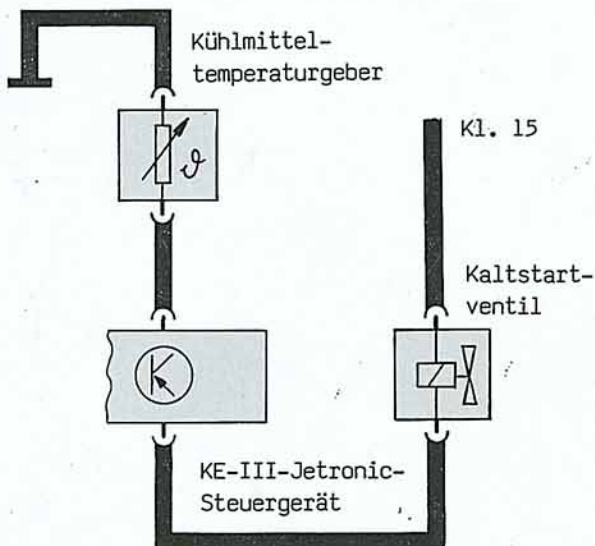 Kühlmittel-
temperaturgeber
Kl. 15
ϑ
Kaltstart-
ventil
KE-III-Jetronic-
Steuergerät